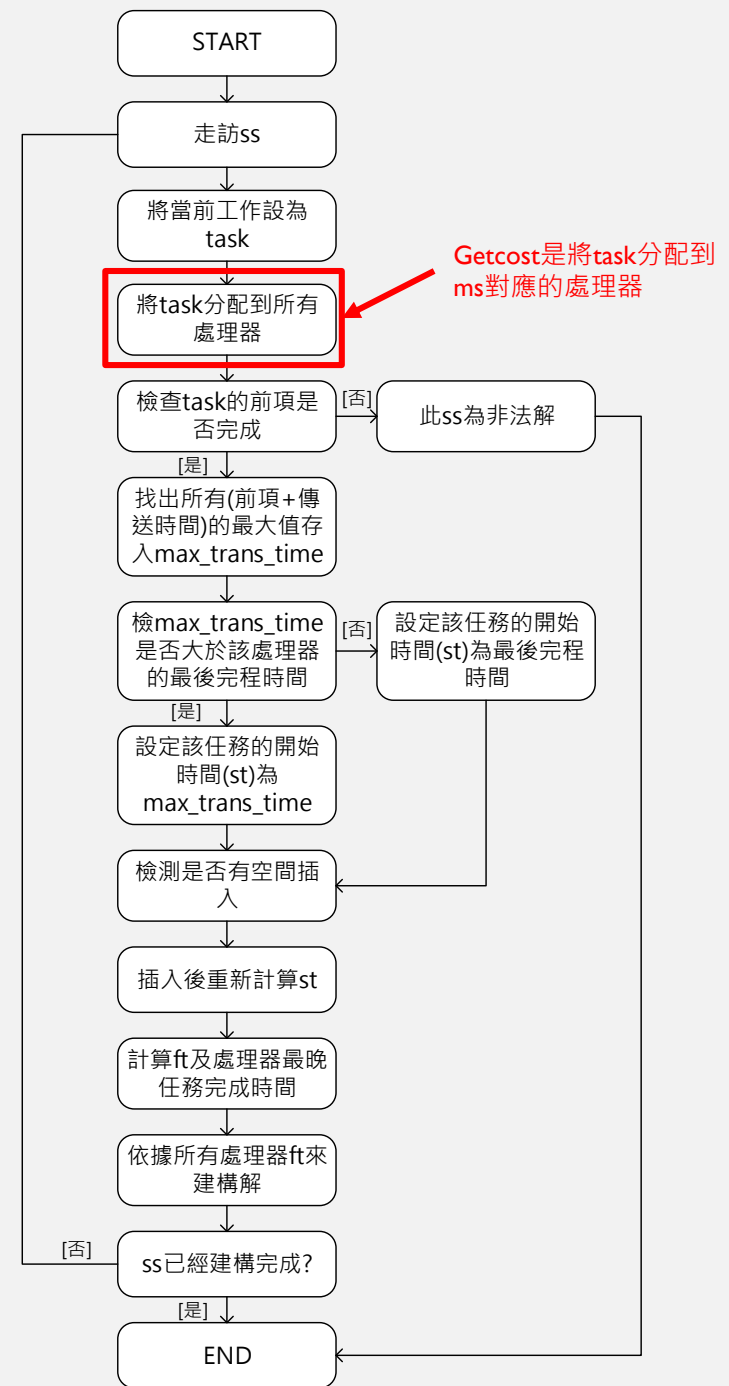 START
走訪ss
將當前工作設為
task
Getcost是將task分配到
ms對應的處理器
將task分配到所有
處理器
檢查task的前項是
否完成
[否]
此ss為非法解
[是]
找出所有(前項+傳
送時間)的最大值存
入max_trans_time
檢max_trans_time
是否大於該處理器
的最後完程時間
[否]
設定該任務的開始
時間(st)為最後完程
時間
[是]
設定該任務的開始
時間(st)為
max_trans_time
檢測是否有空間插
入
插入後重新計算st
計算ft及處理器最晚
任務完成時間
依據所有處理器ft來
建構解
[否]
ss已經建構完成?
[是]
END